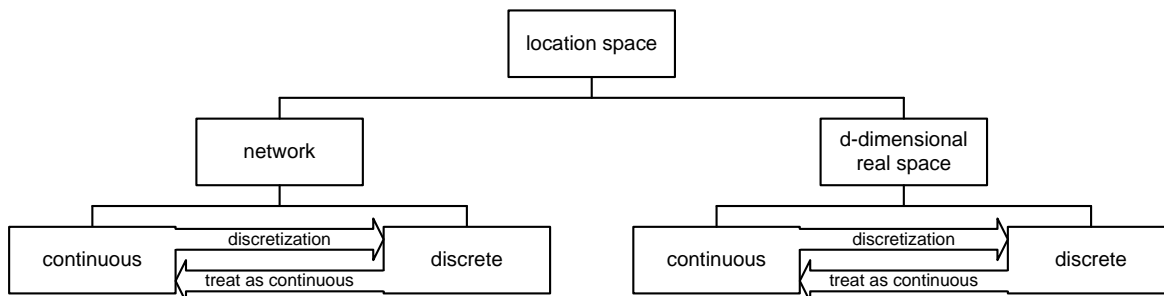 location space
network
d-dimensional
real space
continuous
discretization
treat as continuous
discrete
continuous
discretization
treat as continuous
discrete